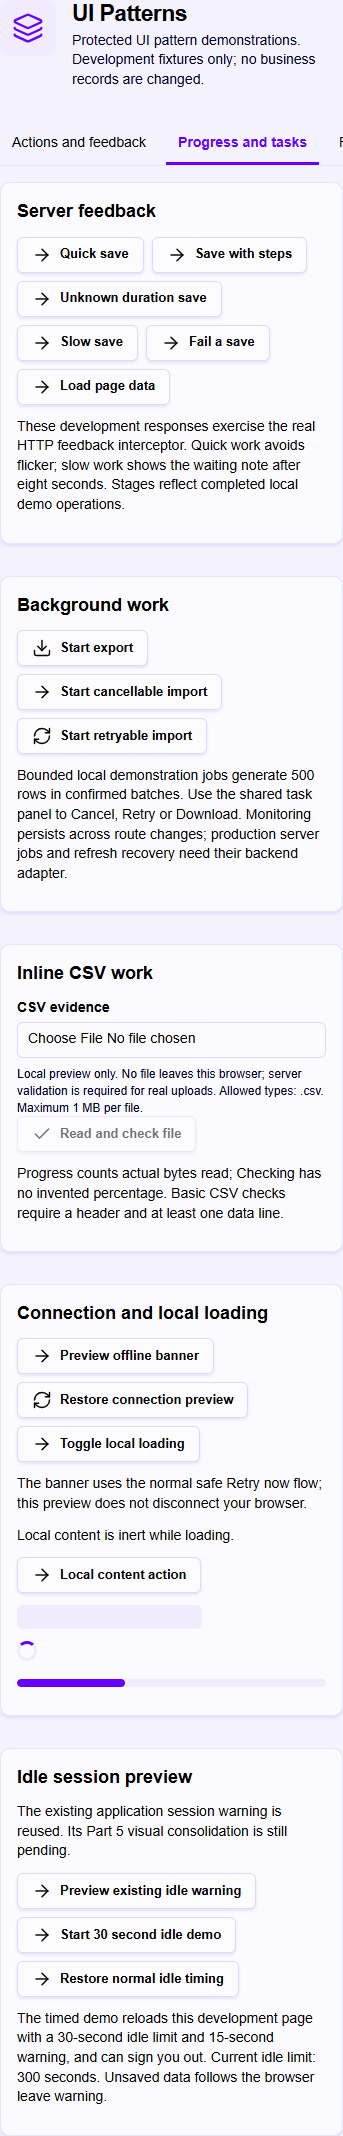 UI Patterns
Protected UI pattern demonstrations.
Development fixtures only; no business
records are changed.
Actions and feedback
Progress and tasks
Server feedback
Quick save
Save with steps
Unknown duration save
Slow save
Fail a save
Load page data
These development responses exercise the real
HTTP feedback interceptor. Quick work avoids
flicker; slow work shows the waiting note after
eight seconds. Stages reflect completed local
demo operations.
Background work
Start export
Start cancellable import
Start retryable import
Bounded local demonstration jobs generate 500
rows in confirmed batches. Use the shared task
panel to Cancel, Retry or Download. Monitoring
persists across route changes; production server
jobs and refresh recovery need their backend
adapter.
Inline CSV work
CSV evidence
Choose File No file chosen
Local preview only. No file leaves this browser; server
validation is required for real uploads. Allowed types: .csv.
Maximum 1 MB per file.
Read and check file
Progress counts actual bytes read; Checking has
no invented percentage. Basic CSV checks
require a header and at least one data line.
Connection and local loading
Preview offline banner
Restore connection preview
Toggle local loading
The banner uses the normal safe Retry now flow;
this preview does not disconnect your browser.
Local content is inert while loading.
Local content action
Idle session preview
The existing application session warning is
reused. Its Part 5 visual consolidation is still
pending.
Preview existing idle warning
Start 30 second idle demo
Restore normal idle timing
The timed demo reloads this development page
with a 30-second idle limit and 15-second
warning, and can sign you out. Current idle limit:
300 seconds. Unsaved data follows the browser
leave warning.